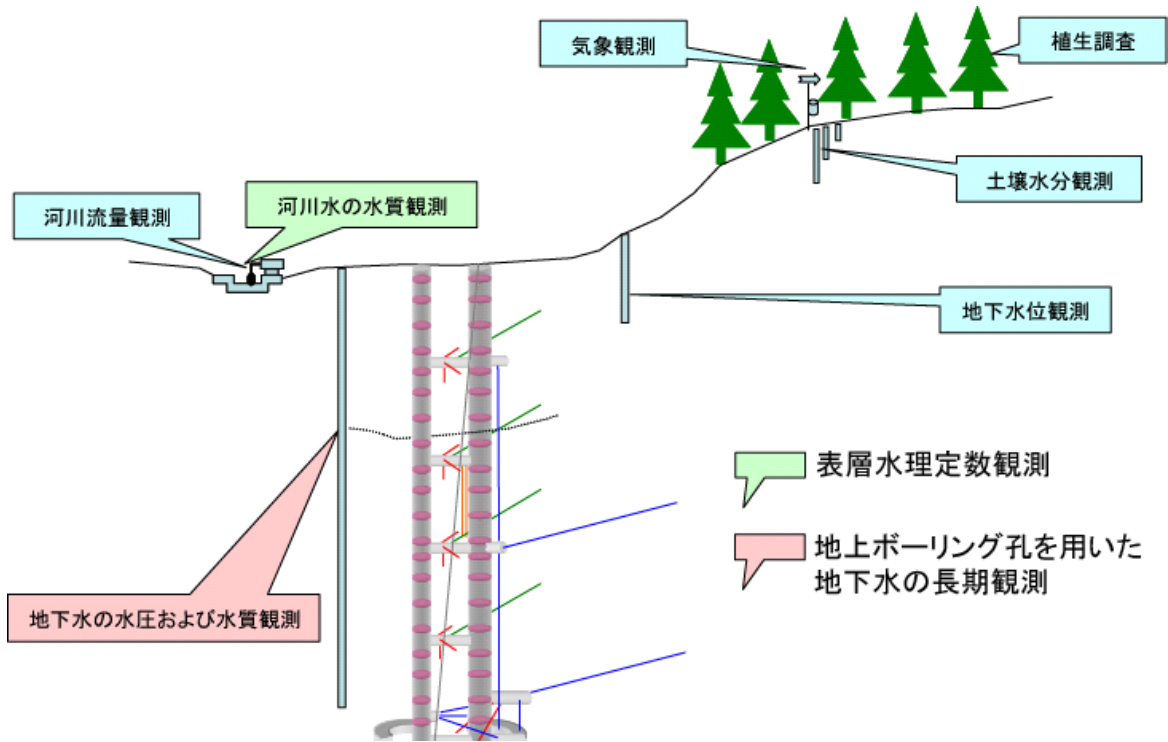 気象観測
植生調査
土壌水分観測
河川流量観測
河川水の水質観測
地下水位観測
表層水理定数観測
地上ボーリング孔を用いた
地下水の長期観測
地下水の水圧および水質観測